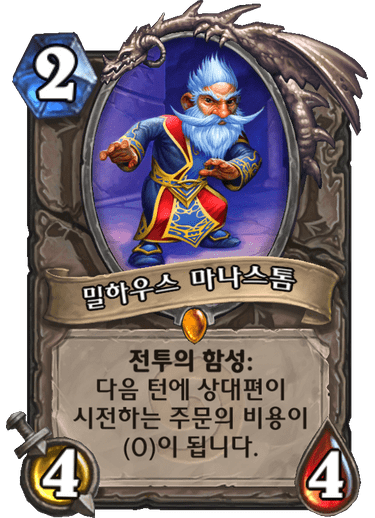 2
밀하우스 마나스톰
전투의 함성:
다음 턴에 상대편이
시전하는 주문의 비용이
(0)이 됩니다.
4
4